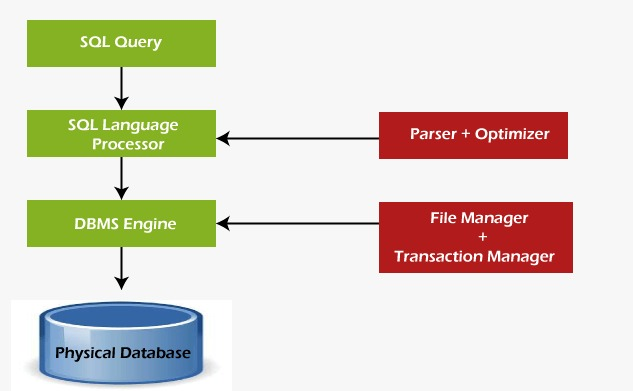 SQL Query
SQL Language
Processor
Parser + Optimizer
DBMS Engine
File Manager
+
Transaction Manager
Physical Database